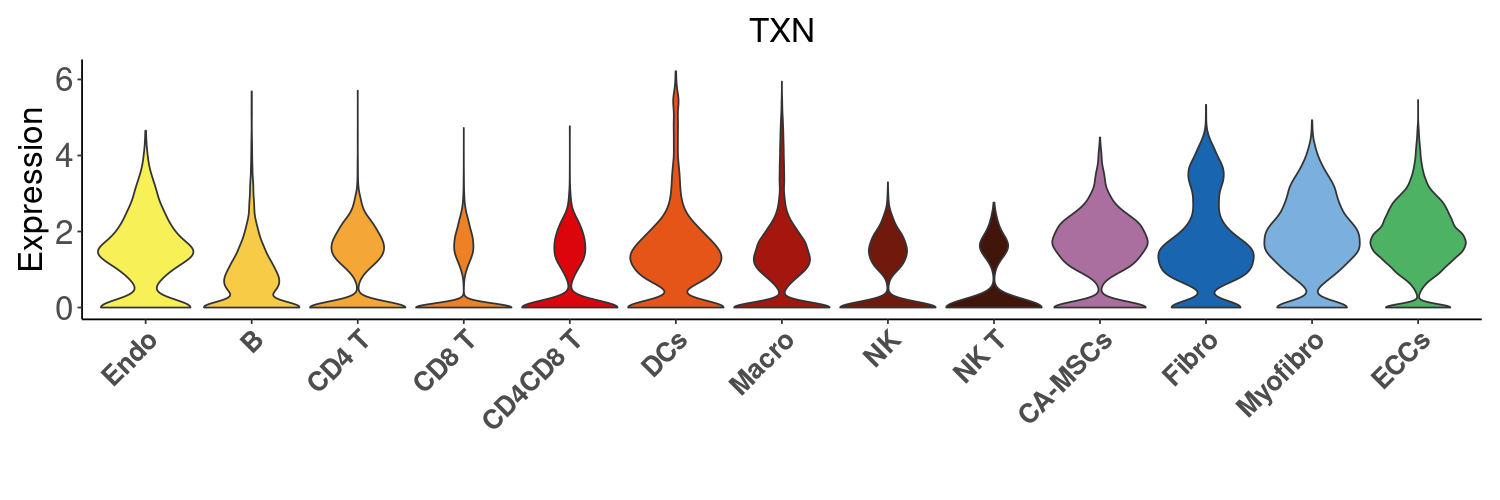 TXN
Expression
6
4
2
0
Endo
B
CD4 T
CD8 T
CD4CD8 T
DCs
Macro
NK
NK T
CA-MSCs
Fibro
Myofibro
ECCs